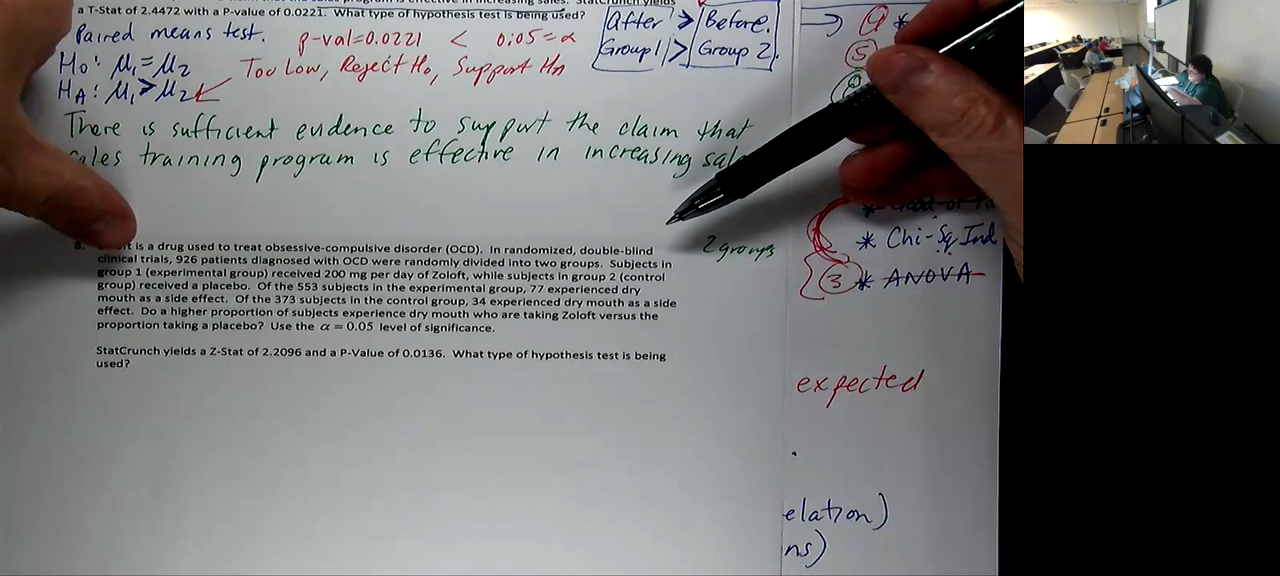 a T-Stat of 2.4472 with a P-value of 0.0221. What type of hypothesis test is being used?
After > Before.
Group 1 > Group 2.
Paired means test.
p-val=0.0221 < 0.05=α
H0: μ1=μ2
HA: μ1>μ2
Too Low, Reject H0, Support HA
There is sufficient evidence to support the claim that
sales training program is effective in increasing
is a drug used to treat obsessive-compulsive disorder (OCD). In randomized, double-blind
clinical trials, 926 patients diagnosed with OCD were randomly divided into two groups. Subjects in
group 1 (experimental group) received 200 mg per day of Zoloft, while subjects in group 2 (control
group) received a placebo. Of the 553 subjects in the experimental group, 77 experienced dry
mouth as a side effect. Of the 373 subjects in the control group, 34 experienced dry mouth as a side
effect. Do a higher proportion of subjects experience dry mouth who are taking Zoloft versus the
proportion taking a placebo? Use the α = 0.05 level of significance.
2 groups
StatCrunch yields a Z-Stat of 2.2096 and a P-Value of 0.0136. What type of hypothesis test is being
used?
→ 4 *
5
* Chi-Sq Ind
3 * ANOVA
expected
elation)
ns)